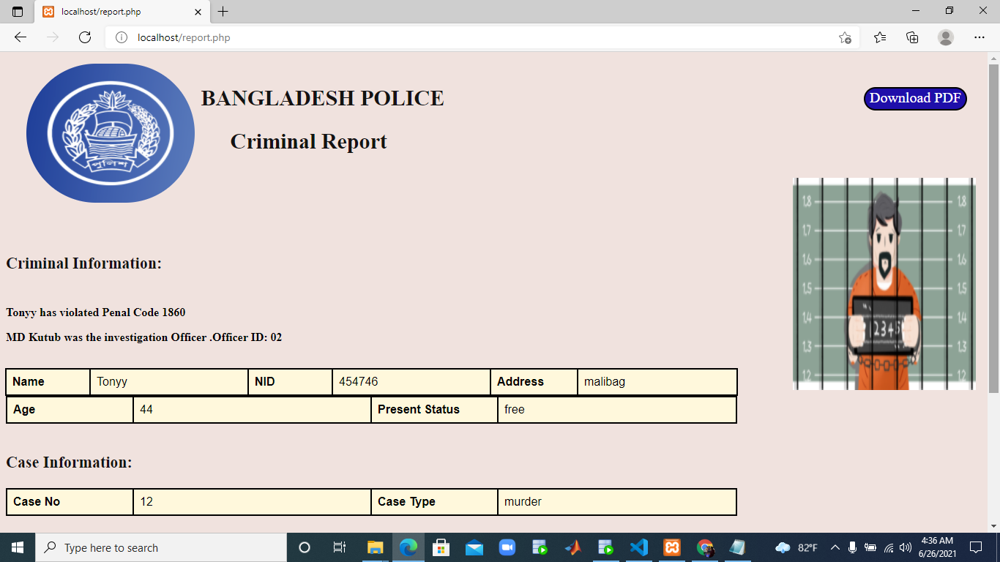 localhost/report.php
localhost/report.php
পুলিশ
BANGLADESH POLICE
Criminal Report
Download PDF
1.8 1.8
1.7 1.7
1.6 1.6
1.5 1.5
1.4 1.4
1.3 1.3
1.2 1.2
12345
Criminal Information:
Tonyy has violated Penal Code 1860
MD Kutub was the investigation Officer .Officer ID: 02
Name Tonyy NID 454746 Address malibag
Age 44 Present Status free
Case Information:
Case No 12 Case Type murder
Type here to search
82°F
4:36 AM
6/26/2021